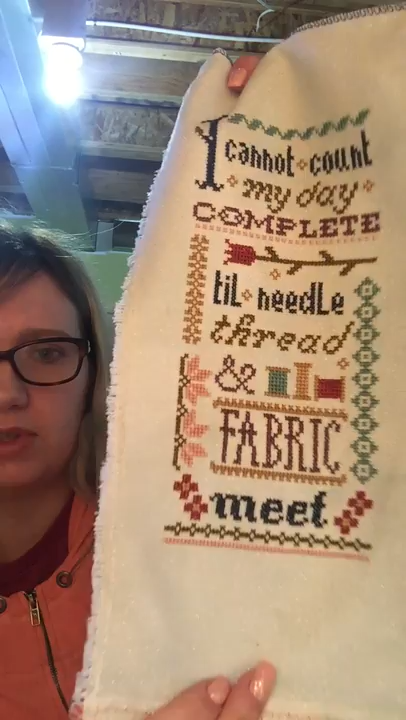 I cannot count
my day
COMPLETE
til needle
thread
&
FABRIC
meet